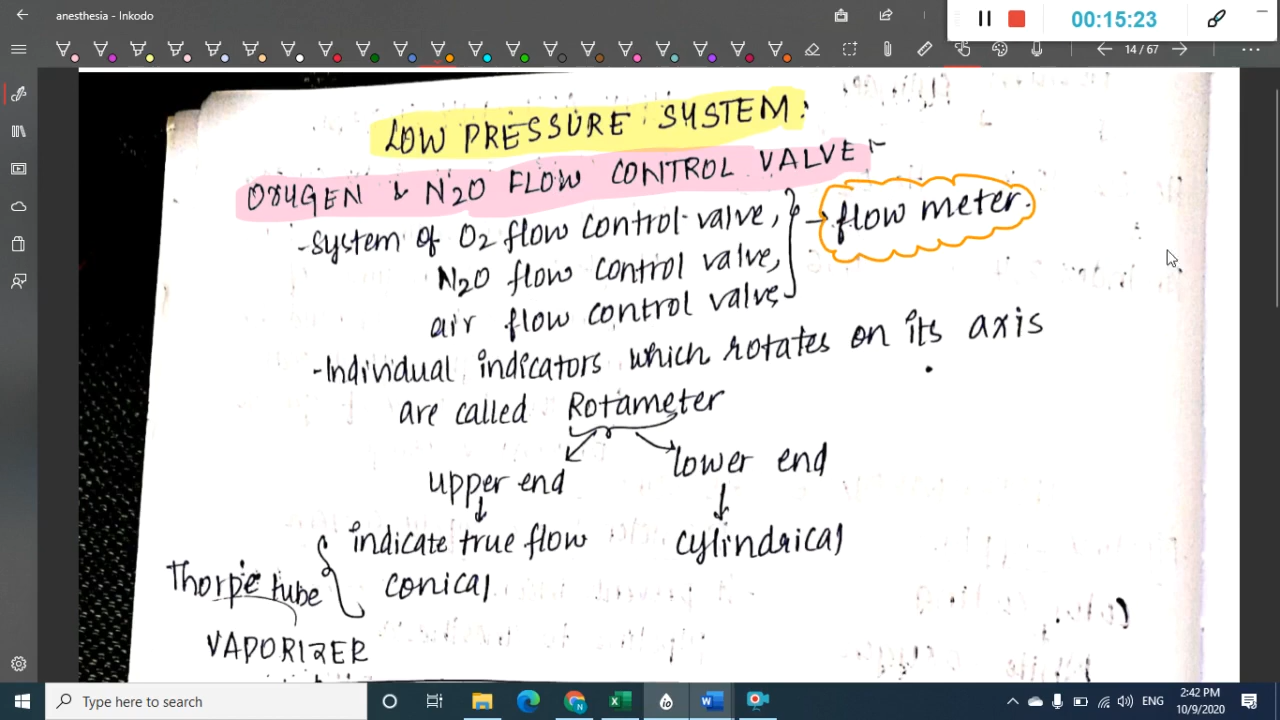 anesthesia - Inkodo
00:15:23
14 / 67
LOW PRESSURE SYSTEM:
OXYGEN & N2O FLOW CONTROL VALVE :-
-System of O2 flow control valve, → flow meter.
N2O flow control valve,
air flow control valve
-Individual indicators which rotates on its axis
are called Rotameter
upper end lower end
indicate true flow cylindrical
conical
Thorpe tube
VAPORIZER
Type here to search
ENG
2:42 PM
10/9/2020